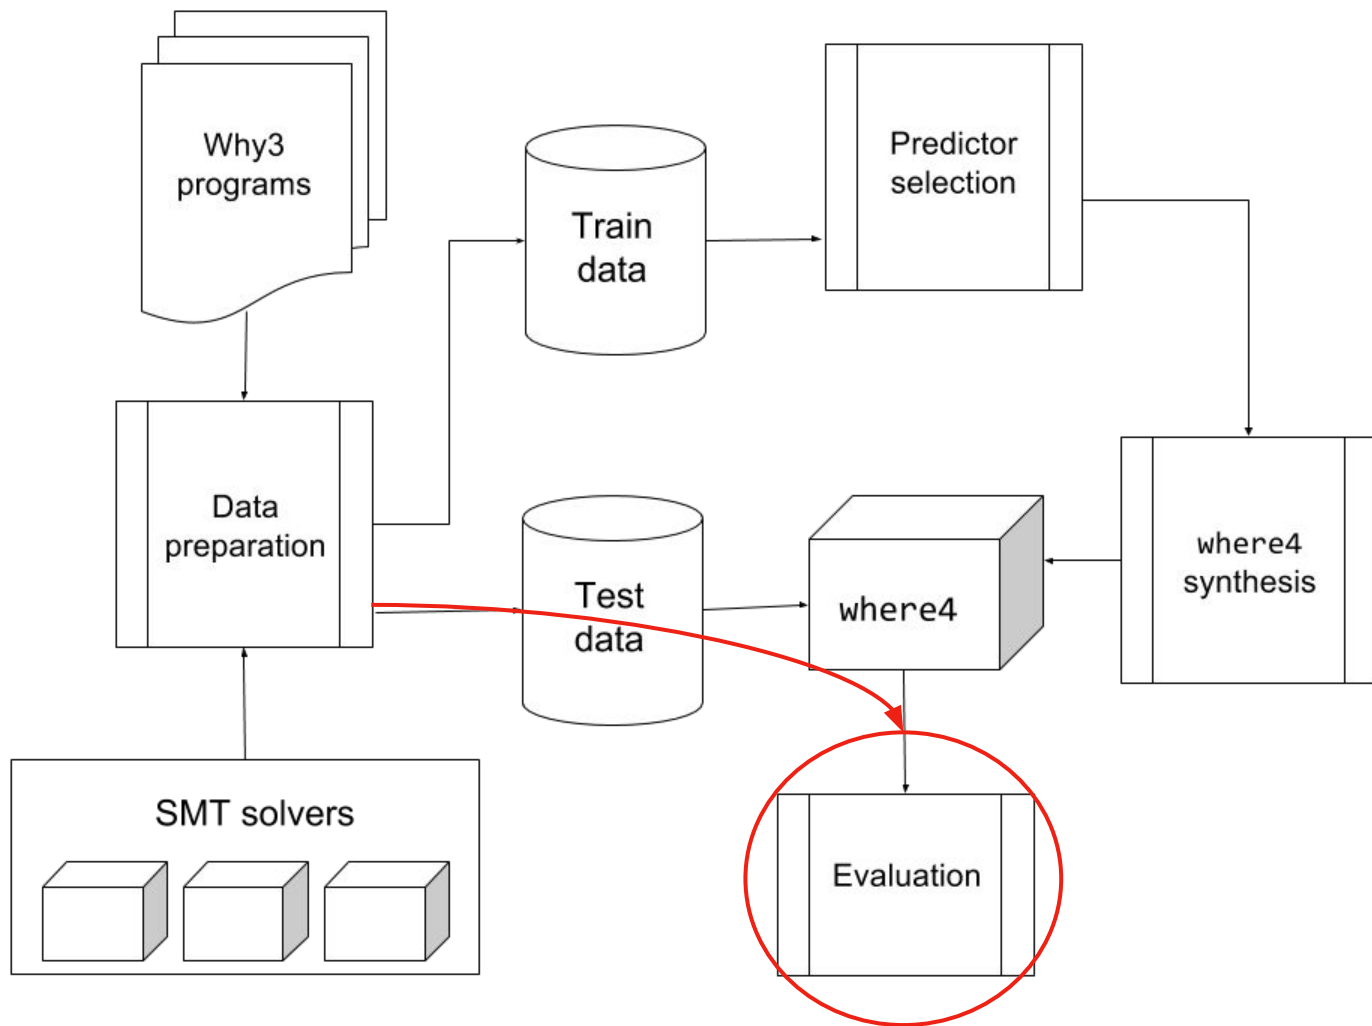 Why3
programs
Train
data
Predictor
selection
Data
preparation
Test
data
where4
where4
synthesis
SMT solvers
Evaluation